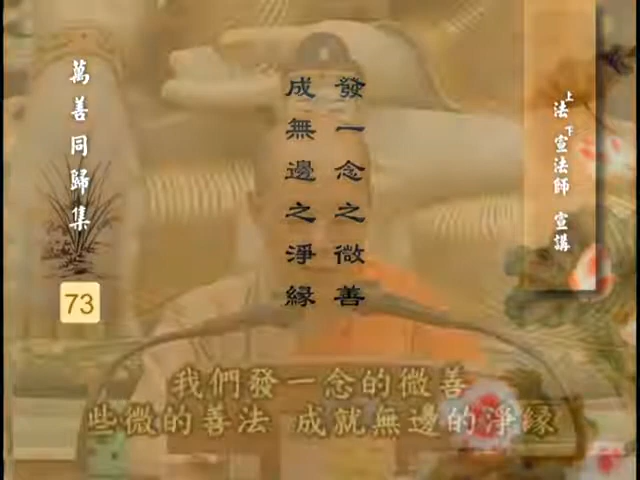 上法下宣法師 宣講
發一念之微善
成無邊之淨緣
萬善同歸集
73
我們發一念的微善
些微的善法 成就無邊的淨緣